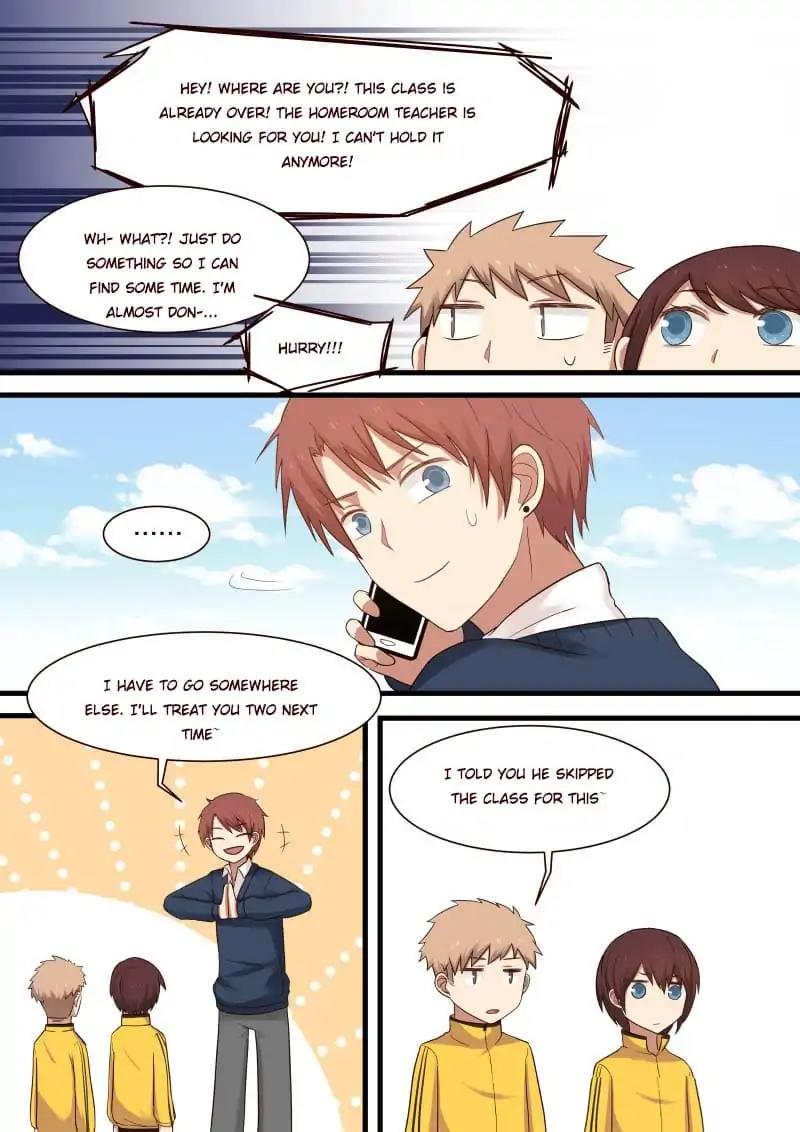 HEY! WHERE ARE YOU?! THIS CLASS IS
ALREADY OVER! THE HOMEROOM TEACHER IS
LOOKING FOR YOU! I CAN'T HOLD IT
ANYMORE!
WH- WHAT?! JUST DO
SOMETHING SO I CAN
FIND SOME TIME. I'M
ALMOST DON-...
HURRY!!!
......
I HAVE TO GO SOMEWHERE
ELSE. I'LL TREAT YOU TWO NEXT
TIME~
I TOLD YOU HE SKIPPED
THE CLASS FOR THIS~